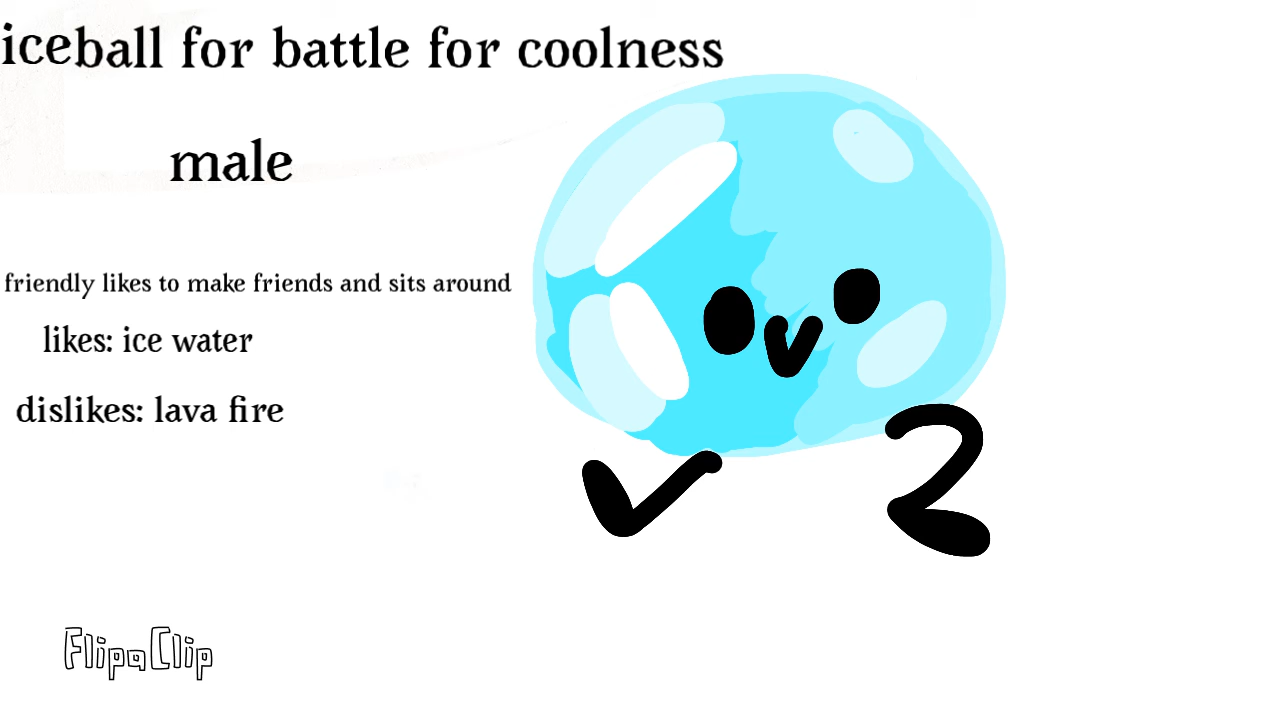 iceball for battle for coolness
male
friendly likes to make friends and sits around
likes: ice water
dislikes: lava fire
FlipaClip